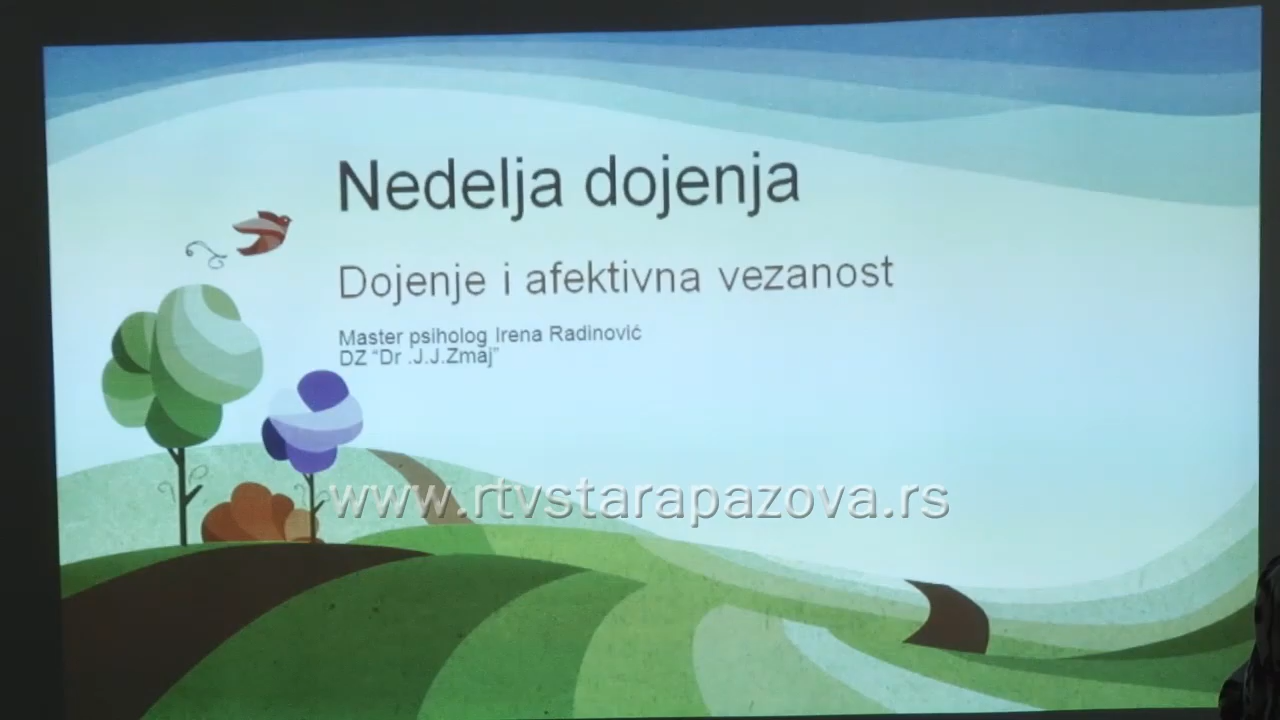 Nedelja dojenja
Dojenje i afektivna vezanost
Master psiholog Irena Radinović
DZ “Dr .J.J.Zmaj”
www.rtvstarapazova.rs